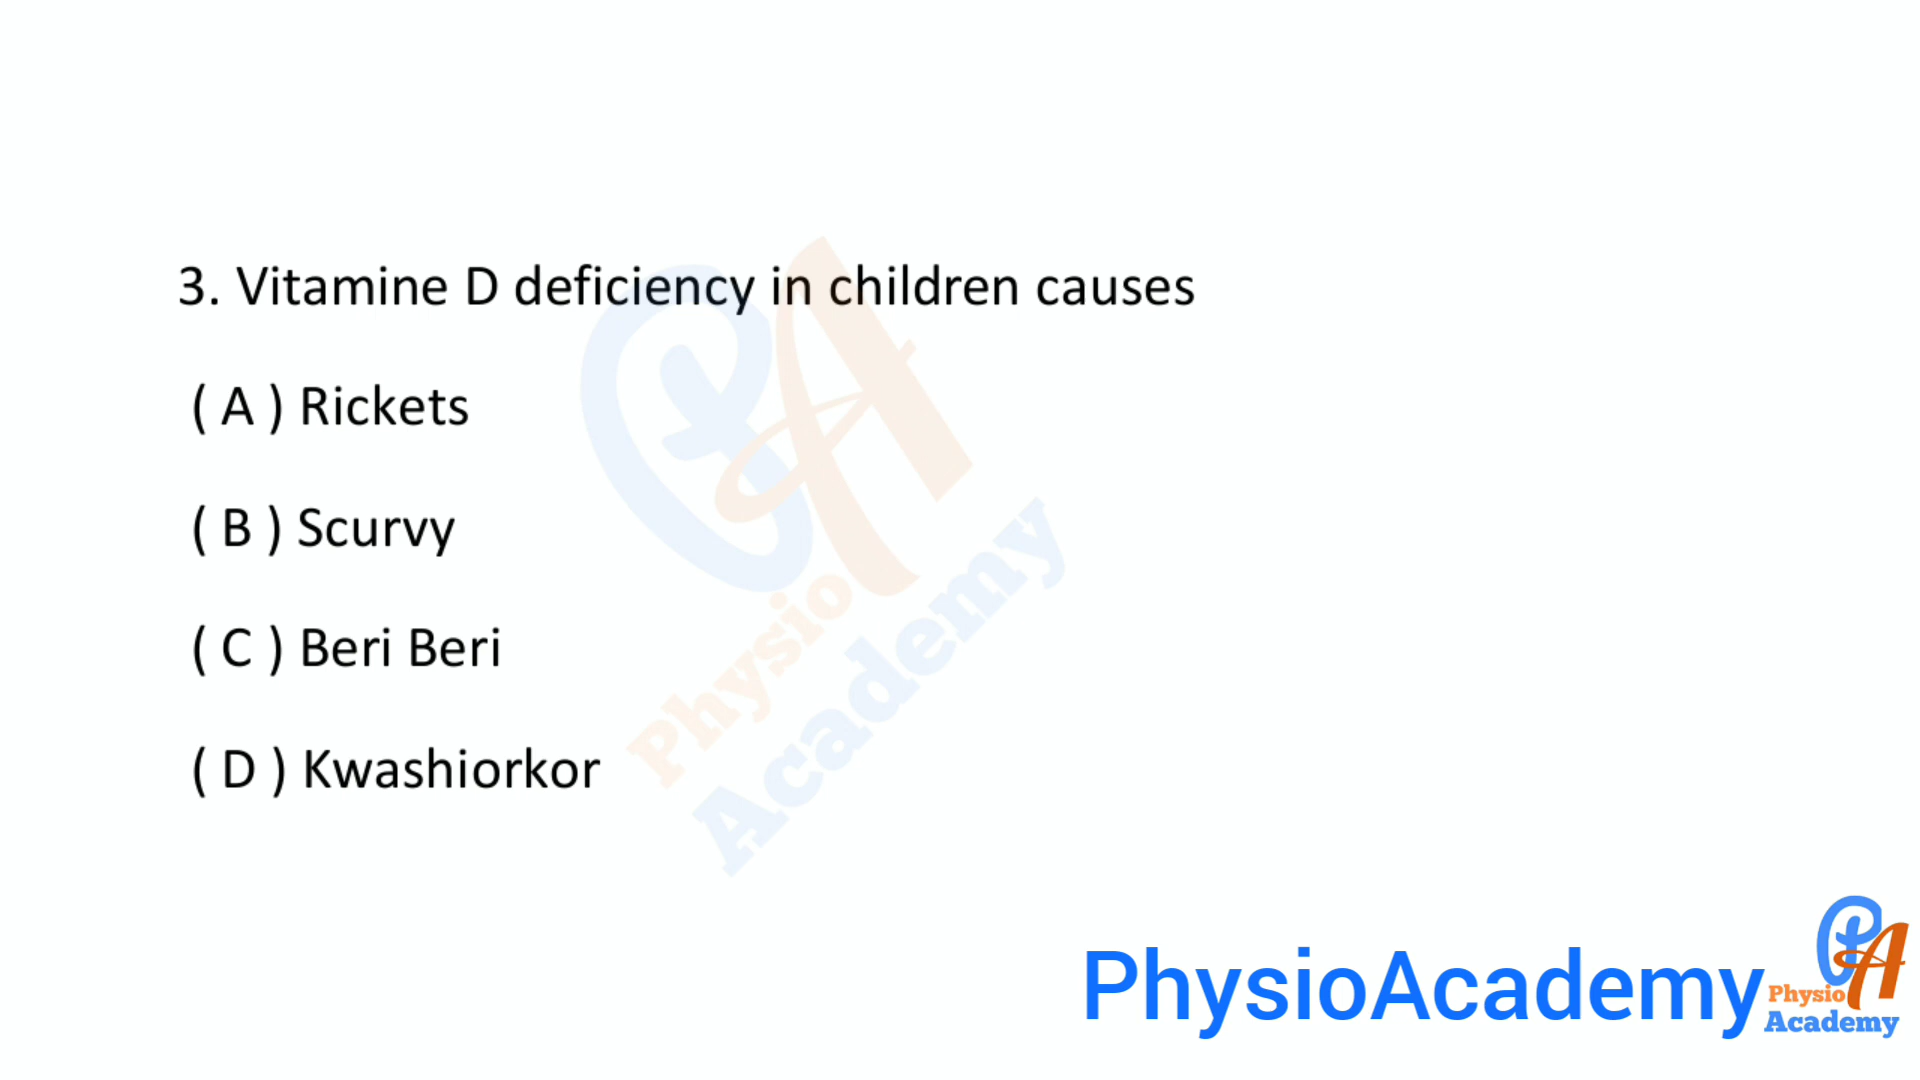 3. Vitamine D deficiency in children causes
( A ) Rickets
( B ) Scurvy
( C ) Beri Beri
( D ) Kwashiorkor
Physio
Academy
PhysioAcademy
Physio
Academy